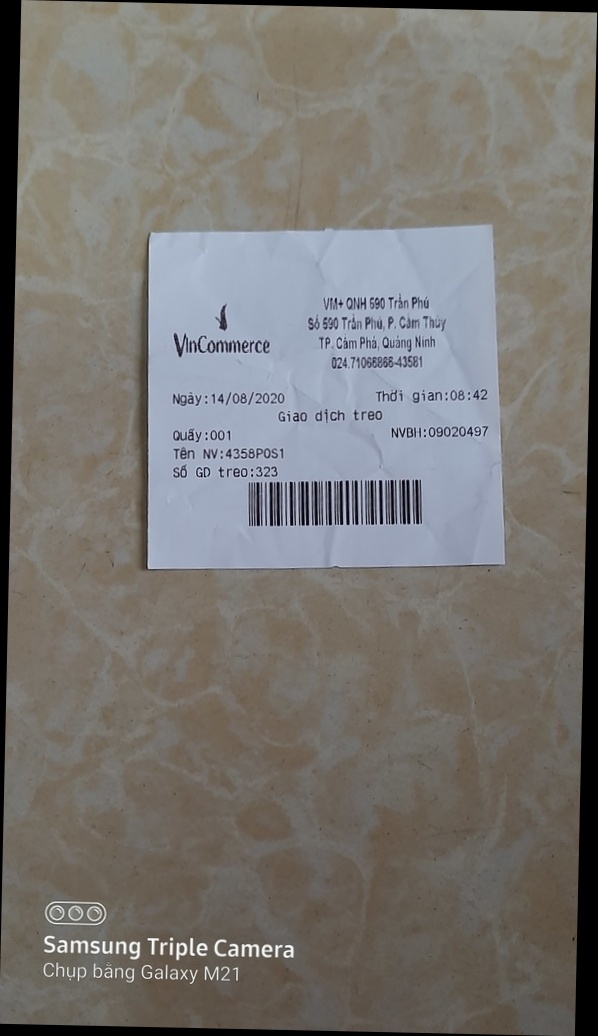 VinCommerce
VM+ QNH 590 Trần Phú
Số 590 Trần Phú, P. Cẩm Thủy
TP. Cẩm Phả, Quảng Ninh
024.71066866-43581
Ngày:14/08/2020 Thời gian:08:42
Giao dịch treo
Quầy:001 NVBH:09020497
Tên NV:4358POS1
Số GD treo:323
Samsung Triple Camera
Chụp bằng Galaxy M21